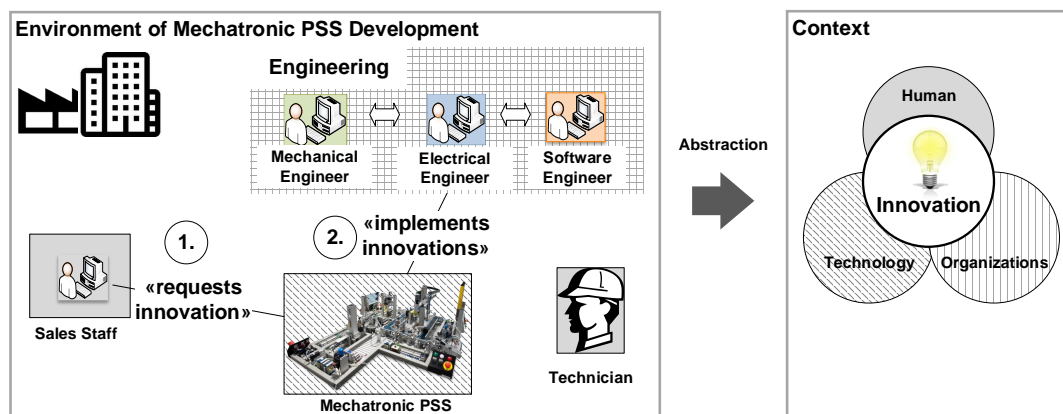 Environment of Mechatronic PSS Development
Engineering
Mechanical
Engineer
Electrical
Engineer
Software
Engineer
1.
«requests
innovation»
2.
«implements
innovations»
Sales Staff
Mechatronic PSS
Technician
Abstraction
Context
Human
Innovation
Technology
Organizations